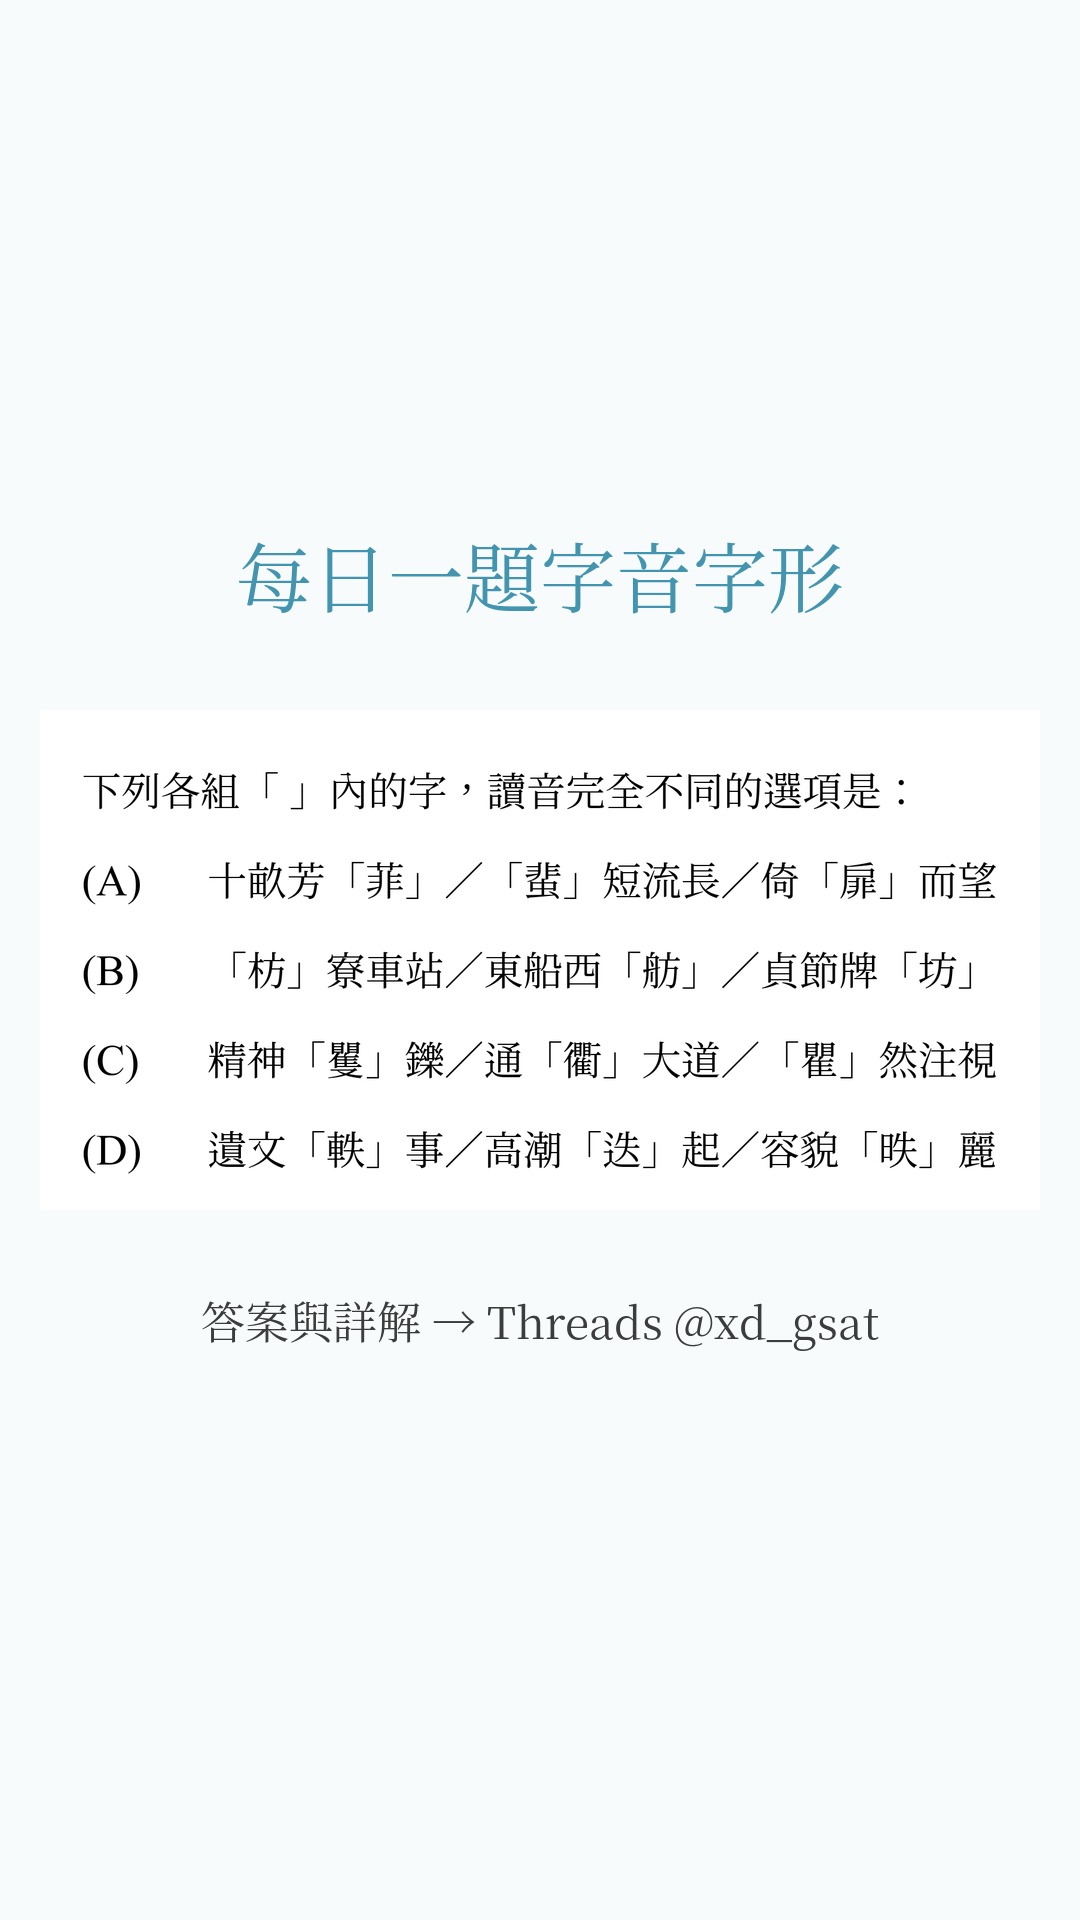 每日一題字音字形
下列各組「 」內的字，讀音完全不同的選項是：
(A) 十畝芳「菲」／「蜚」短流長／倚「扉」而望
(B) 「枋」寮車站／東船西「舫」／貞節牌「坊」
(C) 精神「矍」鑠／通「衢」大道／「瞿」然注視
(D) 遺文「軼」事／高潮「迭」起／容貌「昳」麗
答案與詳解 → Threads @xd_gsat